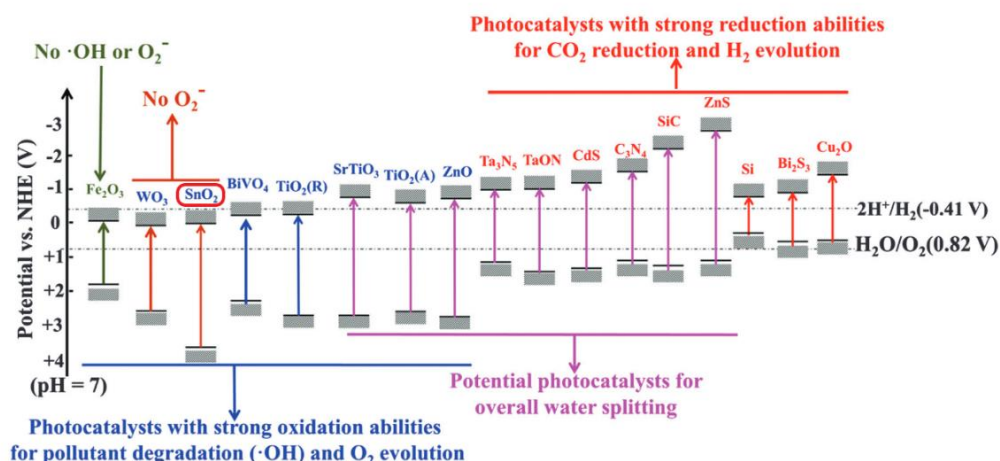 Photocatalysts with strong reduction abilities
for CO₂ reduction and H₂ evolution
No ·OH or O₂⁻
No O₂⁻
Potential vs. NHE (V)
-3
-2
-1
0
+1
+2
+3
+4
(pH = 7)
Fe₂O₃
WO₃
SnO₂
BiVO₄
TiO₂(R)
SrTiO₃
TiO₂(A)
ZnO
Ta₃N₅
TaON
CdS
C₃N₄
SiC
ZnS
Si
Bi₂S₃
Cu₂O
2H⁺/H₂(-0.41 V)
H₂O/O₂(0.82 V)
Potential photocatalysts for
overall water splitting
Photocatalysts with strong oxidation abilities
for pollutant degradation (·OH) and O₂ evolution